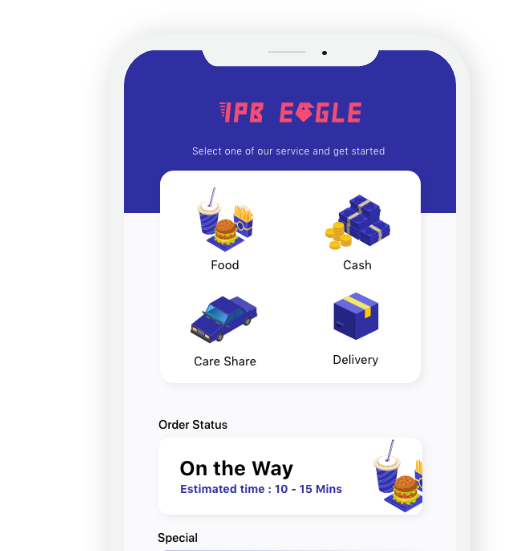 IPB EAGLE
Select one of our service and get started
Food
Cash
Care Share
Delivery
Order Status
On the Way
Estimated time : 10 - 15 Mins
Special